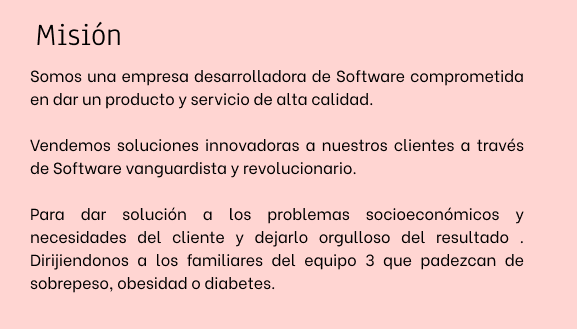 Misión
Somos una empresa desarrolladora de Software comprometida
en dar un producto y servicio de alta calidad.
Vendemos soluciones innovadoras a nuestros clientes a través
de Software vanguardista y revolucionario.
Para dar solución a los problemas socioeconómicos y
necesidades del cliente y dejarlo orgulloso del resultado .
Dirijiendonos a los familiares del equipo 3 que padezcan de
sobrepeso, obesidad o diabetes.